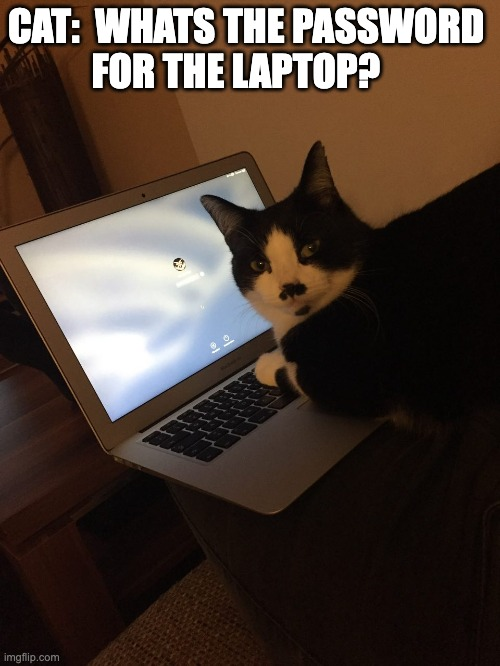 CAT:  WHATS THE PASSWORD
FOR THE LAPTOP?
imgflip.com